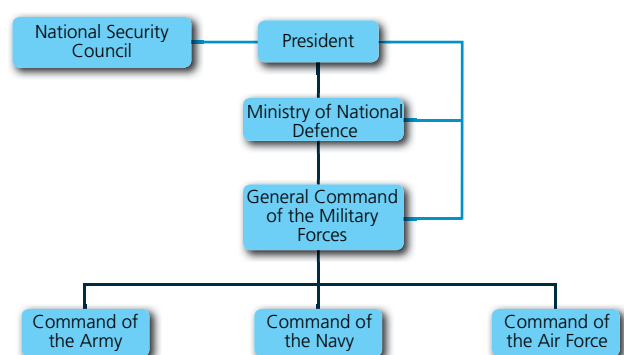 National Security
Council
President
Ministry of National
Defence
General Command
of the Military
Forces
Command of
the Army
Command of
the Navy
Command of
the Air Force